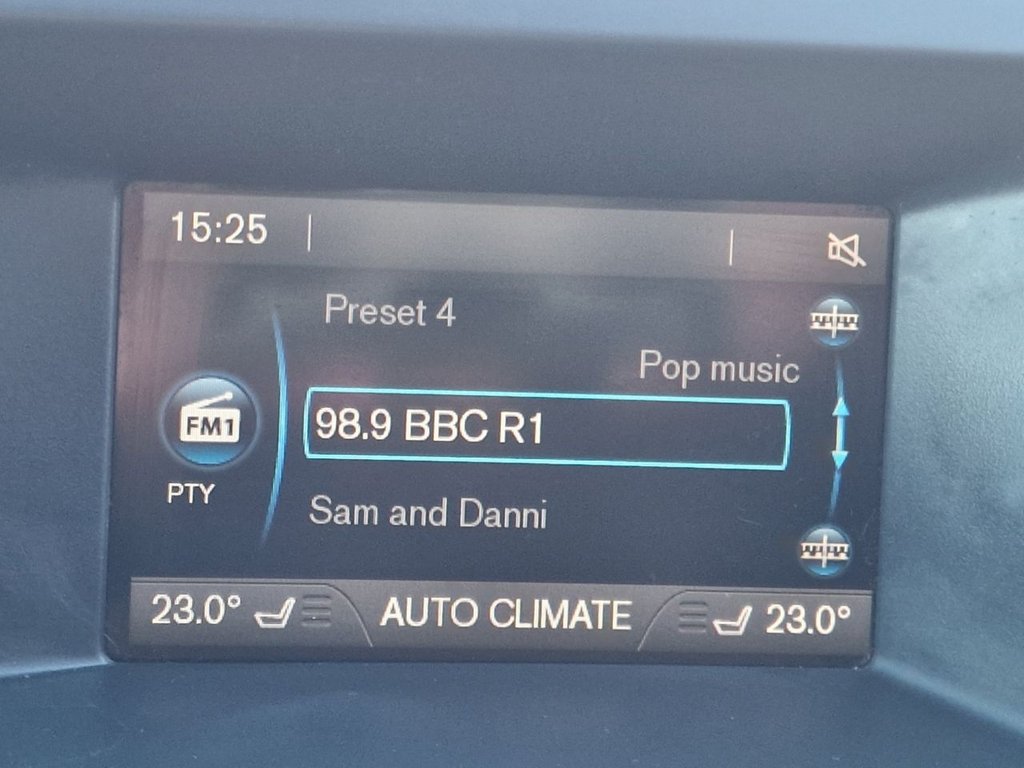 15:25
Preset 4
Pop music
FM1
98.9 BBC R1
PTY
Sam and Danni
23.0° AUTO CLIMATE 23.0°